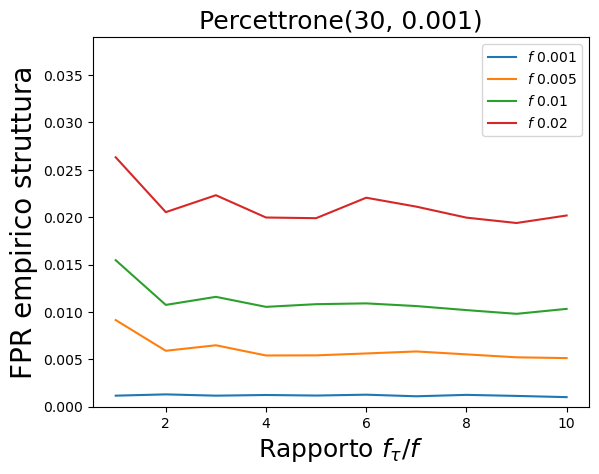 Percettrone(30, 0.001)
f 0.001
f 0.005
f 0.01
f 0.02
FPR empirico struttura
0.035
0.030
0.025
0.020
0.015
0.010
0.005
0.000
2 4 6 8 10
Rapporto f_τ/f